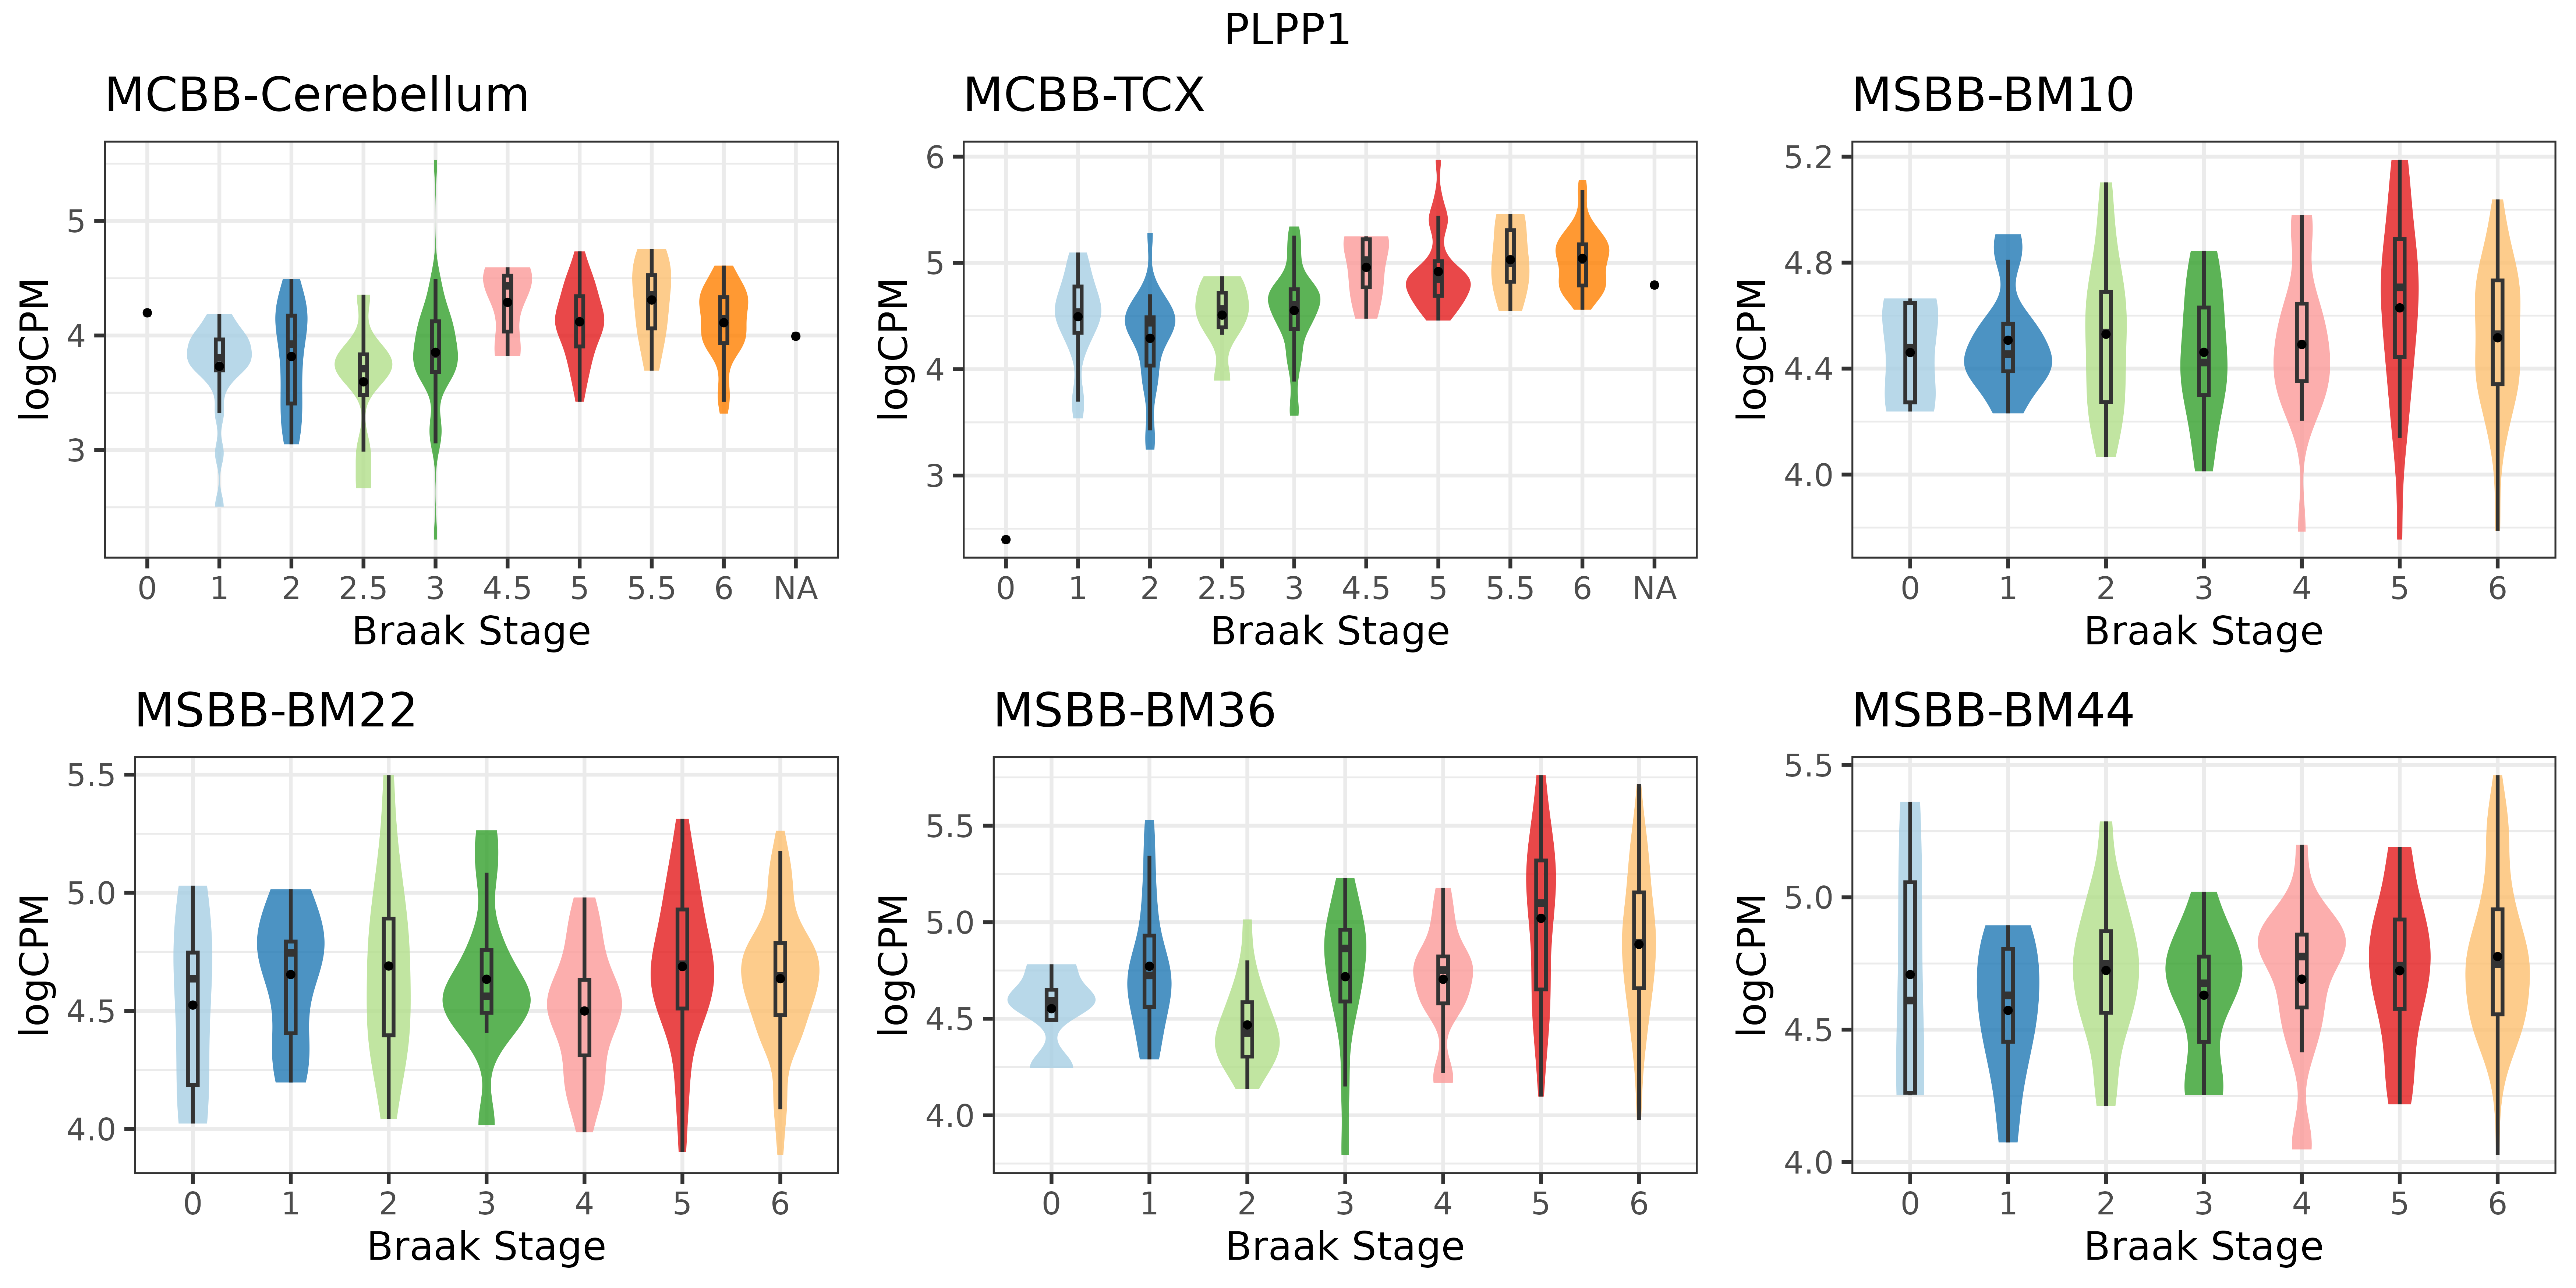 PLPP1
MCBB-Cerebellum
logCPM
5
4
3
0 1 2 2.5 3 4.5 5 5.5 6 NA
Braak Stage
MCBB-TCX
logCPM
6
5
4
3
0 1 2 2.5 3 4.5 5 5.5 6 NA
Braak Stage
MSBB-BM10
logCPM
5.2
4.8
4.4
4.0
0 1 2 3 4 5 6
Braak Stage
MSBB-BM22
logCPM
5.5
5.0
4.5
4.0
0 1 2 3 4 5 6
Braak Stage
MSBB-BM36
logCPM
5.5
5.0
4.5
4.0
0 1 2 3 4 5 6
Braak Stage
MSBB-BM44
logCPM
5.5
5.0
4.5
4.0
0 1 2 3 4 5 6
Braak Stage